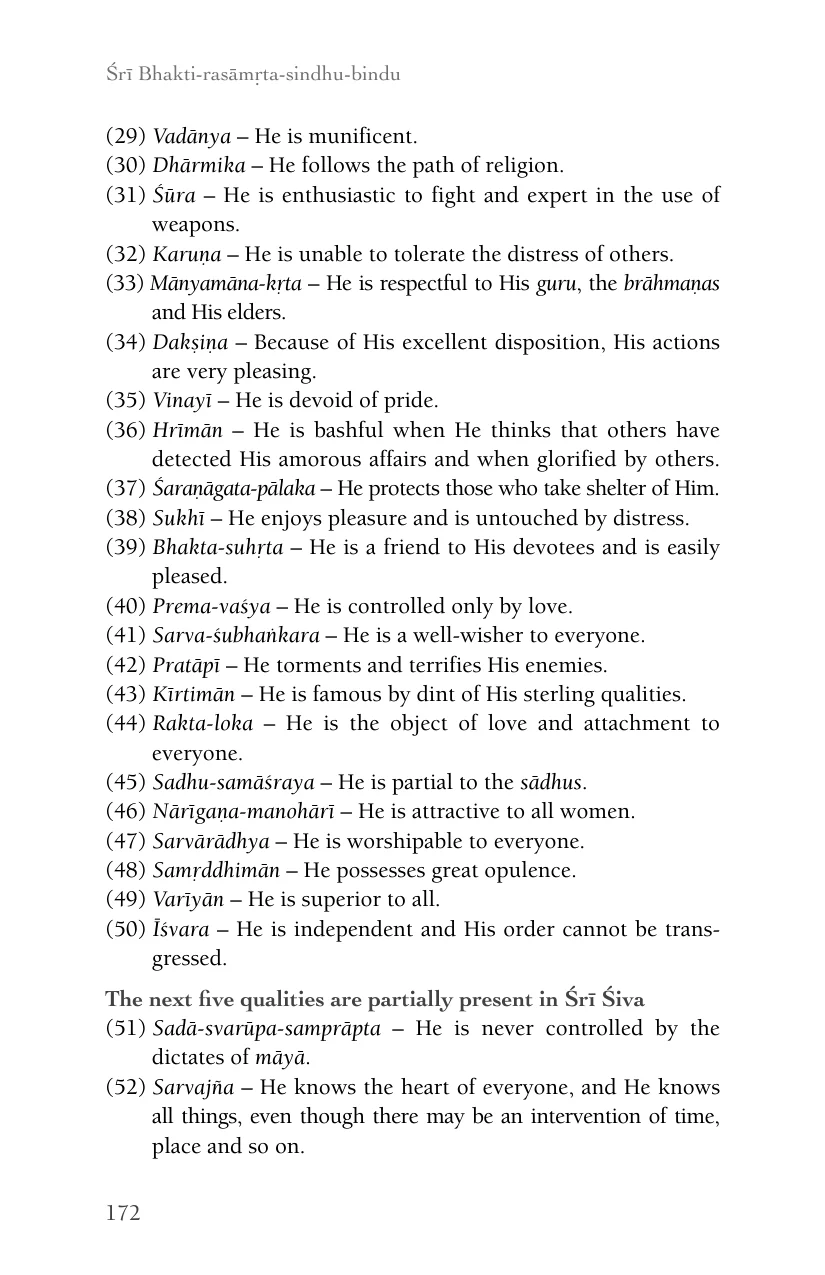 Śrī Bhakti-rasāmṛta-sindhu-bindu
(29) Vadānya – He is munificent.
(30) Dhārmika – He follows the path of religion.
(31) Śūra – He is enthusiastic to fight and expert in the use of
weapons.
(32) Karuṇa – He is unable to tolerate the distress of others.
(33) Mānyamāna-kṛta – He is respectful to His guru, the brāhmaṇas
and His elders.
(34) Dakṣiṇa – Because of His excellent disposition, His actions
are very pleasing.
(35) Vinayī – He is devoid of pride.
(36) Hrīmān – He is bashful when He thinks that others have
detected His amorous affairs and when glorified by others.
(37) Śaraṇāgata-pālaka – He protects those who take shelter of Him.
(38) Sukhī – He enjoys pleasure and is untouched by distress.
(39) Bhakta-suhṛta – He is a friend to His devotees and is easily
pleased.
(40) Prema-vaśya – He is controlled only by love.
(41) Sarva-śubhaṅkara – He is a well-wisher to everyone.
(42) Pratāpī – He torments and terrifies His enemies.
(43) Kīrtimān – He is famous by dint of His sterling qualities.
(44) Rakta-loka – He is the object of love and attachment to
everyone.
(45) Sadhu-samāśraya – He is partial to the sādhus.
(46) Nārīgaṇa-manohārī – He is attractive to all women.
(47) Sarvārādhya – He is worshipable to everyone.
(48) Samṛddhimān – He possesses great opulence.
(49) Varīyān – He is superior to all.
(50) Īśvara – He is independent and His order cannot be trans-
gressed.
The next five qualities are partially present in Śrī Śiva
(51) Sadā-svarūpa-samprāpta – He is never controlled by the
dictates of māyā.
(52) Sarvajña – He knows the heart of everyone, and He knows
all things, even though there may be an intervention of time,
place and so on.
172